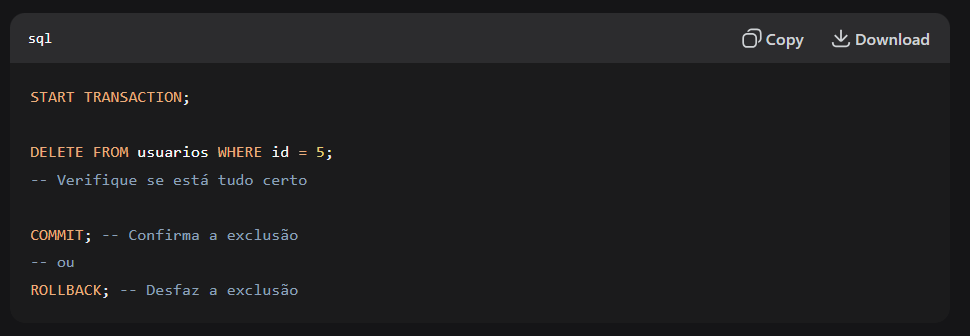 sql
Copy
Download
START TRANSACTION;
DELETE FROM usuarios WHERE id = 5;
-- Verifique se está tudo certo
COMMIT; -- Confirma a exclusão
-- ou
ROLLBACK; -- Desfaz a exclusão